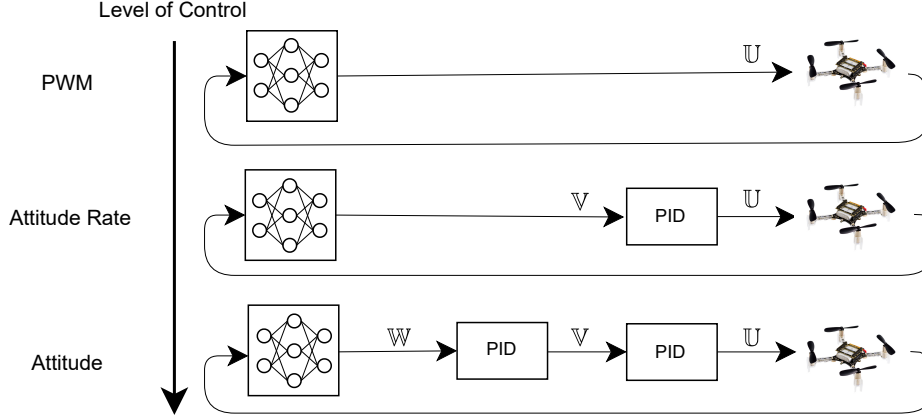 Level of Control
PWM
𝕌
Attitude Rate
𝕍
PID
𝕌
Attitude
𝕎
PID
𝕍
PID
𝕌